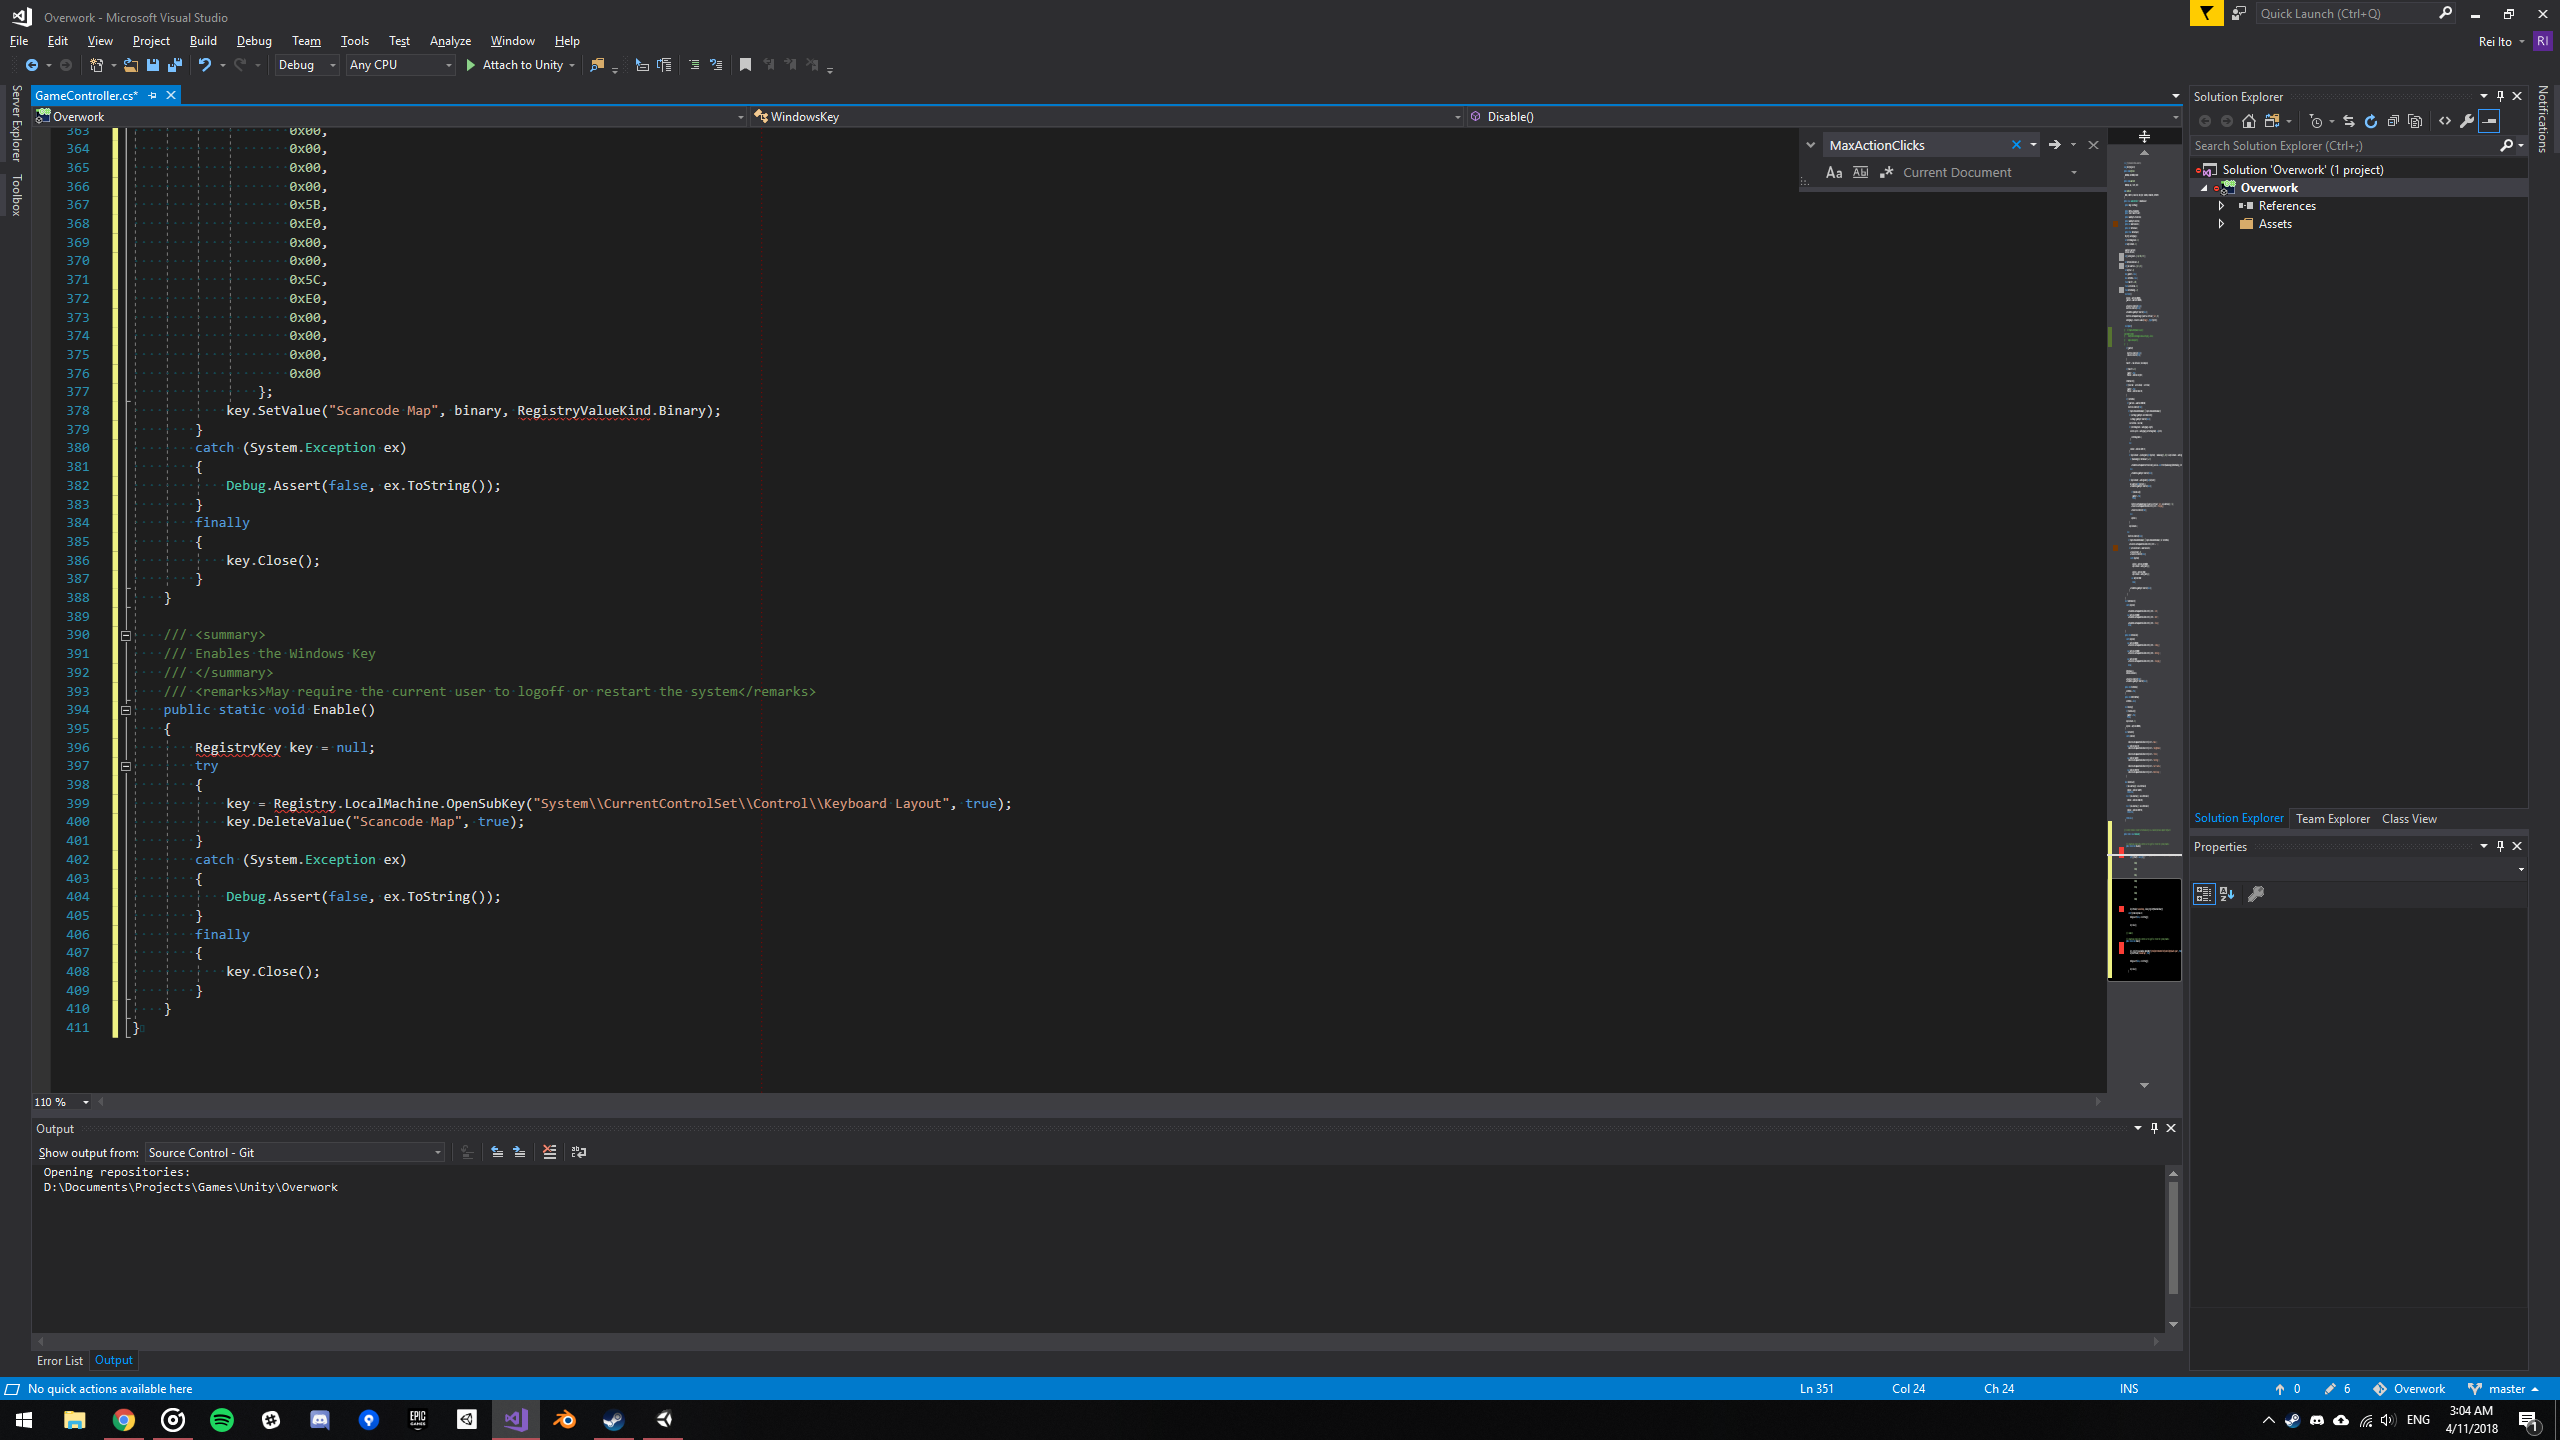 Overwork - Microsoft Visual Studio
Quick Launch (Ctrl+Q)
File Edit View Project Build Debug Team Tools Test Analyze Window Help
Rei Ito RI
Debug Any CPU Attach to Unity
Server Explorer
Toolbox
GameController.cs*
Overwork WindowsKey Disable()
MaxActionClicks
Current Document
363 0x00,
364 0x00,
365 0x00,
366 0x00,
367 0x5B,
368 0xE0,
369 0x00,
370 0x00,
371 0x5C,
372 0xE0,
373 0x00,
374 0x00,
375 0x00,
376 0x00
377 };
378 key.SetValue("Scancode Map", binary, RegistryValueKind.Binary);
379 }
380 catch (System.Exception ex)
381 {
382 Debug.Assert(false, ex.ToString());
383 }
384 finally
385 {
386 key.Close();
387 }
388 }
389
390 /// <summary>
391 /// Enables the Windows Key
392 /// </summary>
393 /// <remarks>May require the current user to logoff or restart the system</remarks>
394 public static void Enable()
395 {
396 RegistryKey key = null;
397 try
398 {
399 key = Registry.LocalMachine.OpenSubKey("System\\CurrentControlSet\\Control\\Keyboard Layout", true);
400 key.DeleteValue("Scancode Map", true);
401 }
402 catch (System.Exception ex)
403 {
404 Debug.Assert(false, ex.ToString());
405 }
406 finally
407 {
408 key.Close();
409 }
410 }
411 }
110 %
Output
Show output from: Source Control - Git
Opening repositories:
D:\Documents\Projects\Games\Unity\Overwork
Error List Output
Solution Explorer
Search Solution Explorer (Ctrl+;)
Solution 'Overwork' (1 project)
Overwork
References
Assets
Solution Explorer Team Explorer Class View
Properties
Notifications
No quick actions available here
Ln 351 Col 24 Ch 24 INS 0 6 Overwork master
EPIC GAMES
ENG
3:04 AM
4/11/2018
1